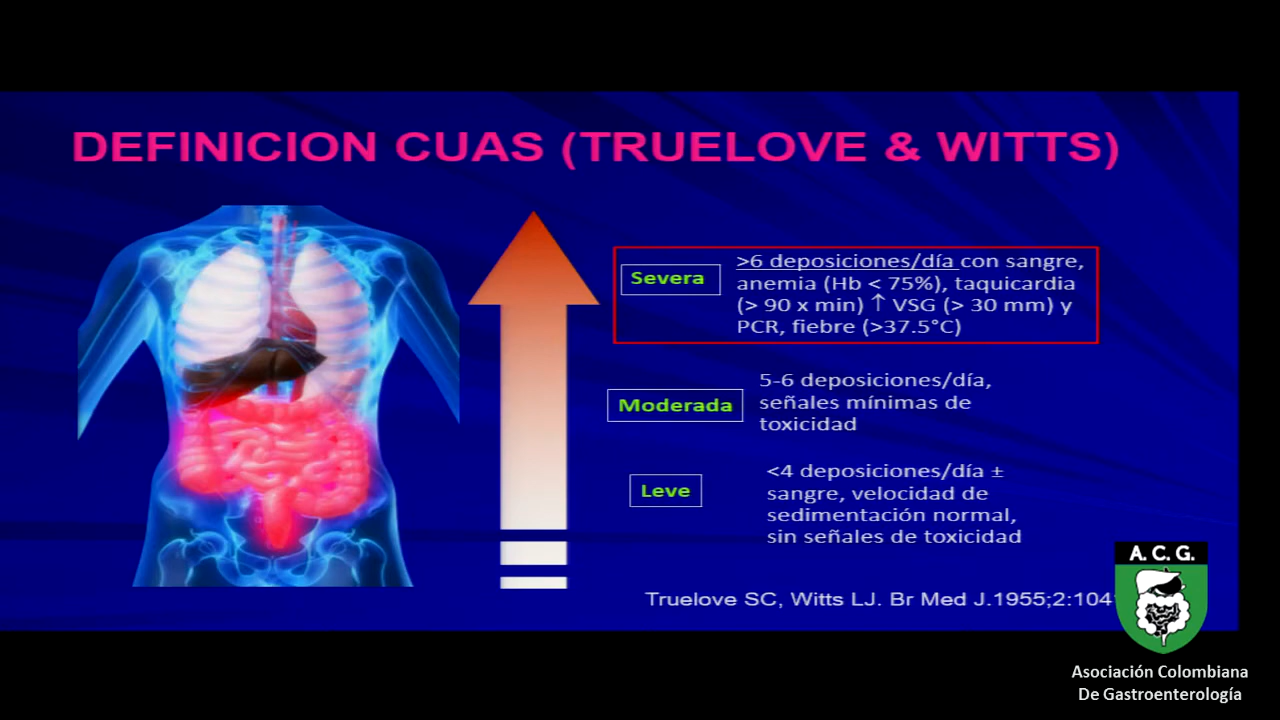 DEFINICION CUAS (TRUELOVE & WITTS)
Severa
>6 deposiciones/día con sangre,
anemia (Hb < 75%), taquicardia
(> 90 x min) ↑ VSG (> 30 mm) y
PCR, fiebre (>37.5°C)
Moderada
5-6 deposiciones/día,
señales mínimas de
toxicidad
Leve
<4 deposiciones/día ±
sangre, velocidad de
sedimentación normal,
sin señales de toxicidad
Truelove SC, Witts LJ. Br Med J.1955;2:104
A. C. G.
Asociación Colombiana
De Gastroenterología